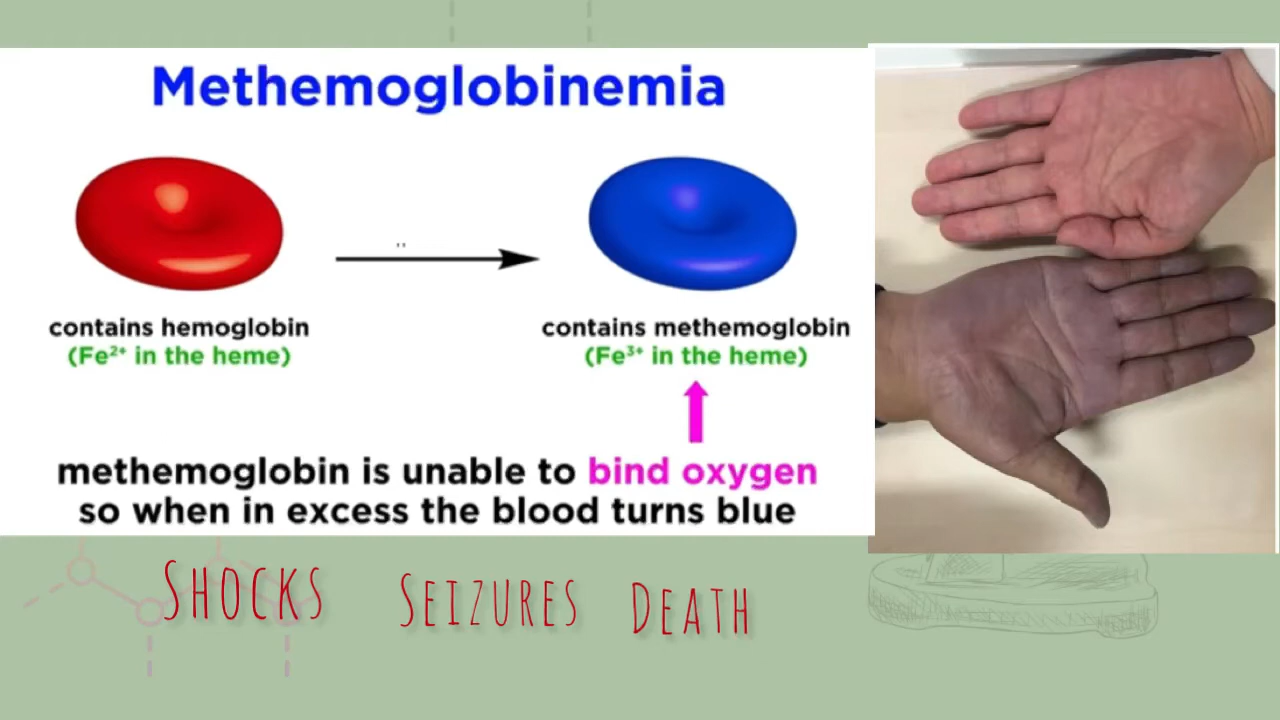 Methemoglobinemia
contains hemoglobin
(Fe²⁺ in the heme)
contains methemoglobin
(Fe³⁺ in the heme)
methemoglobin is unable to bind oxygen
so when in excess the blood turns blue
SHOCKS SEIZURES DEATH